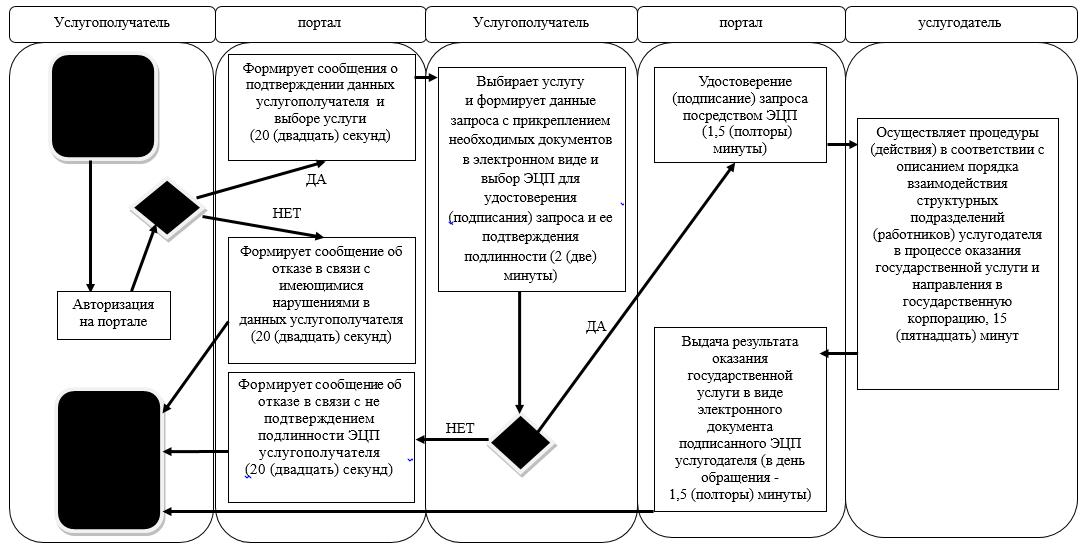 Услугополучатель
портал
Услугополучатель
портал
услугодатель
Авторизация
на портале
Формирует сообщения о
подтверждении данных
услугополучателя и
выборе услуги
(20 (двадцать) секунд)
ДА
НЕТ
Формирует сообщение об
отказе в связи с
имеющимися
нарушениями в
данных услугополучателя
(20 (двадцать) секунд)
Формирует сообщение об
отказе в связи с не
подтверждением
подлинности ЭЦП
услугополучателя
(20 (двадцать) секунд)
Выбирает услугу
и формирует данные
запроса с прикреплением
необходимых документов
в электронном виде и
выбор ЭЦП для
удостоверения
(подписания) запроса и ее
подтверждения
подлинности (2 (две)
минуты)
НЕТ
ДА
Удостоверение
(подписание) запроса
посредством ЭЦП
(1,5 (полторы)
минуты)
Выдача результата
оказания
государственной
услуги в виде
электронного
документа
подписанного ЭЦП
услугодателя (в день
обращения -
1,5 (полторы) минуты)
Осуществляет процедуры
(действия) в соответствии с
описанием порядка
взаимодействия
структурных
подразделений
(работников) услугодателя
в процессе оказания
государственной услуги и
направления в
государственную
корпорацию, 15
(пятнадцать) минут